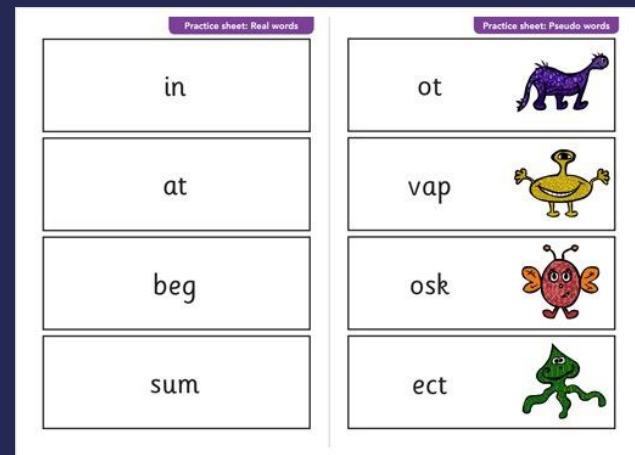 Practice sheet: Real words
in
at
beg
sum
Practice sheet: Pseudo words
ot
vap
osk
ect